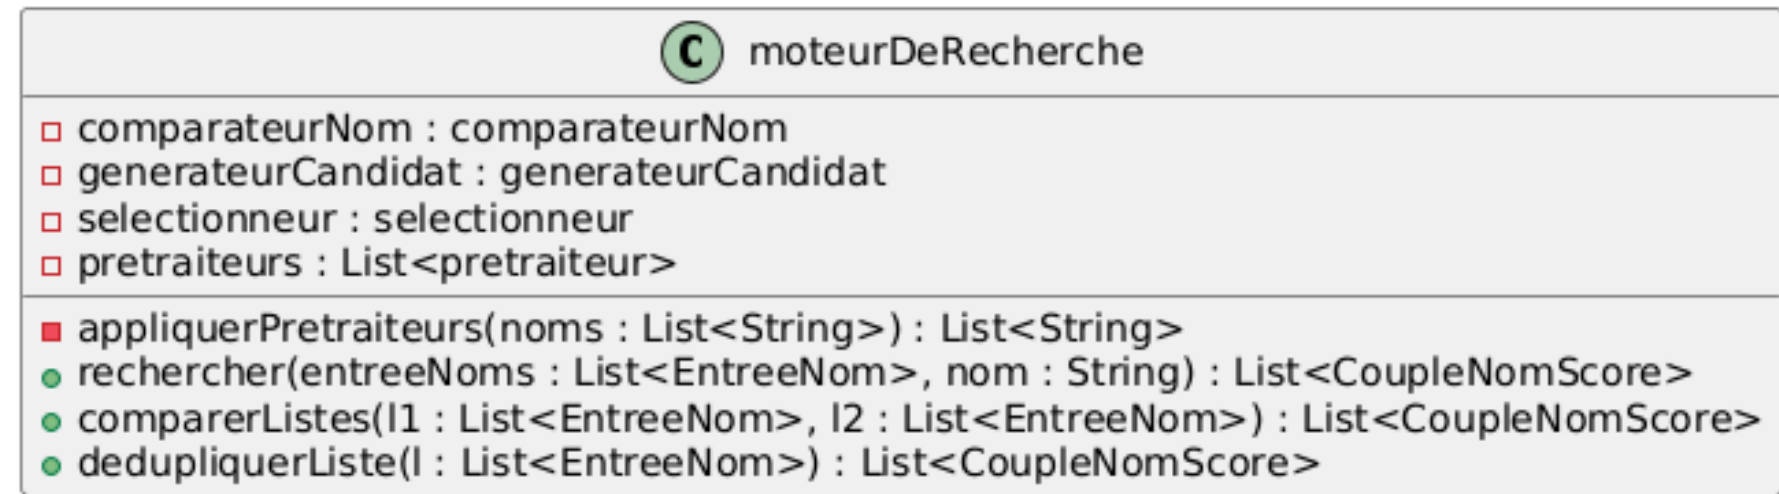 C moteurDeRecherche
comparateurNom : comparateurNom
generateurCandidat : generateurCandidat
selectionneur : selectionneur
pretraiteurs : List<pretraiteur>
appliquerPretraiteurs(noms : List<String>) : List<String>
rechercher(entreeNoms : List<EntreeNom>, nom : String) : List<CoupleNomScore>
comparerListes(l1 : List<EntreeNom>, l2 : List<EntreeNom>) : List<CoupleNomScore>
dedupliquerListe(l : List<EntreeNom>) : List<CoupleNomScore>